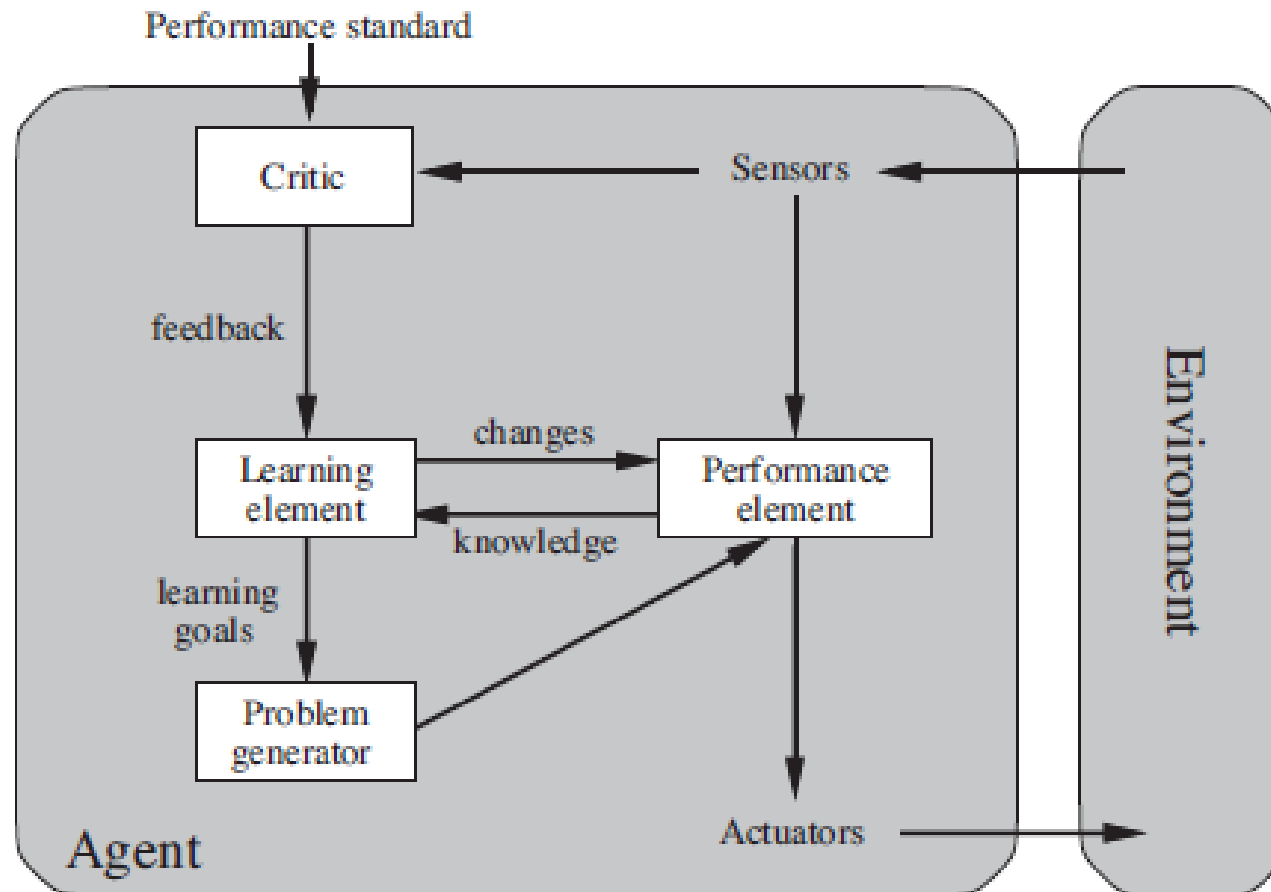 Performance standard
Critic
Sensors
feedback
changes
Learning
element
Performance
element
knowledge
learning
goals
Problem
generator
Agent
Actuators
Environment